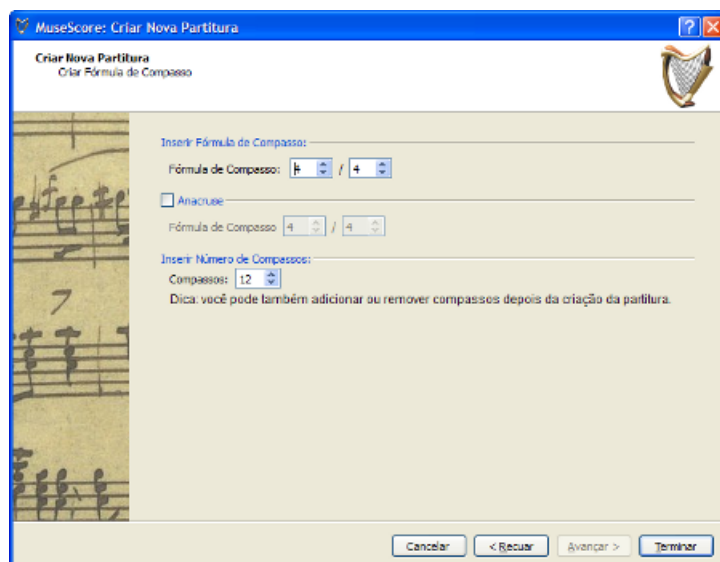 MuseScore: Criar Nova Partitura
Criar Nova Partitura
Criar Fórmula de Compasso
Inserir Fórmula de Compasso:
Fórmula de Compasso: 4 / 4
Anacruse
Fórmula de Compasso 4 / 4
Inserir Número de Compassos:
Compassos: 12
Dica: você pode também adicionar ou remover compassos depois da criação da partitura.
Cancelar < Recuar Avançar > Terminar